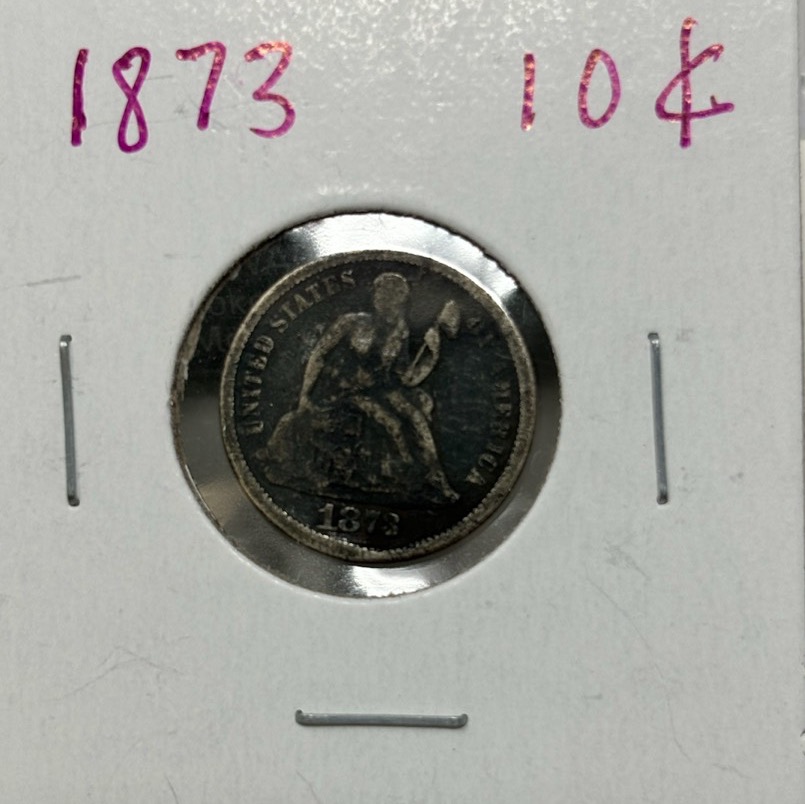 1873 10¢
UNITED STATES OF AMERICA
1873